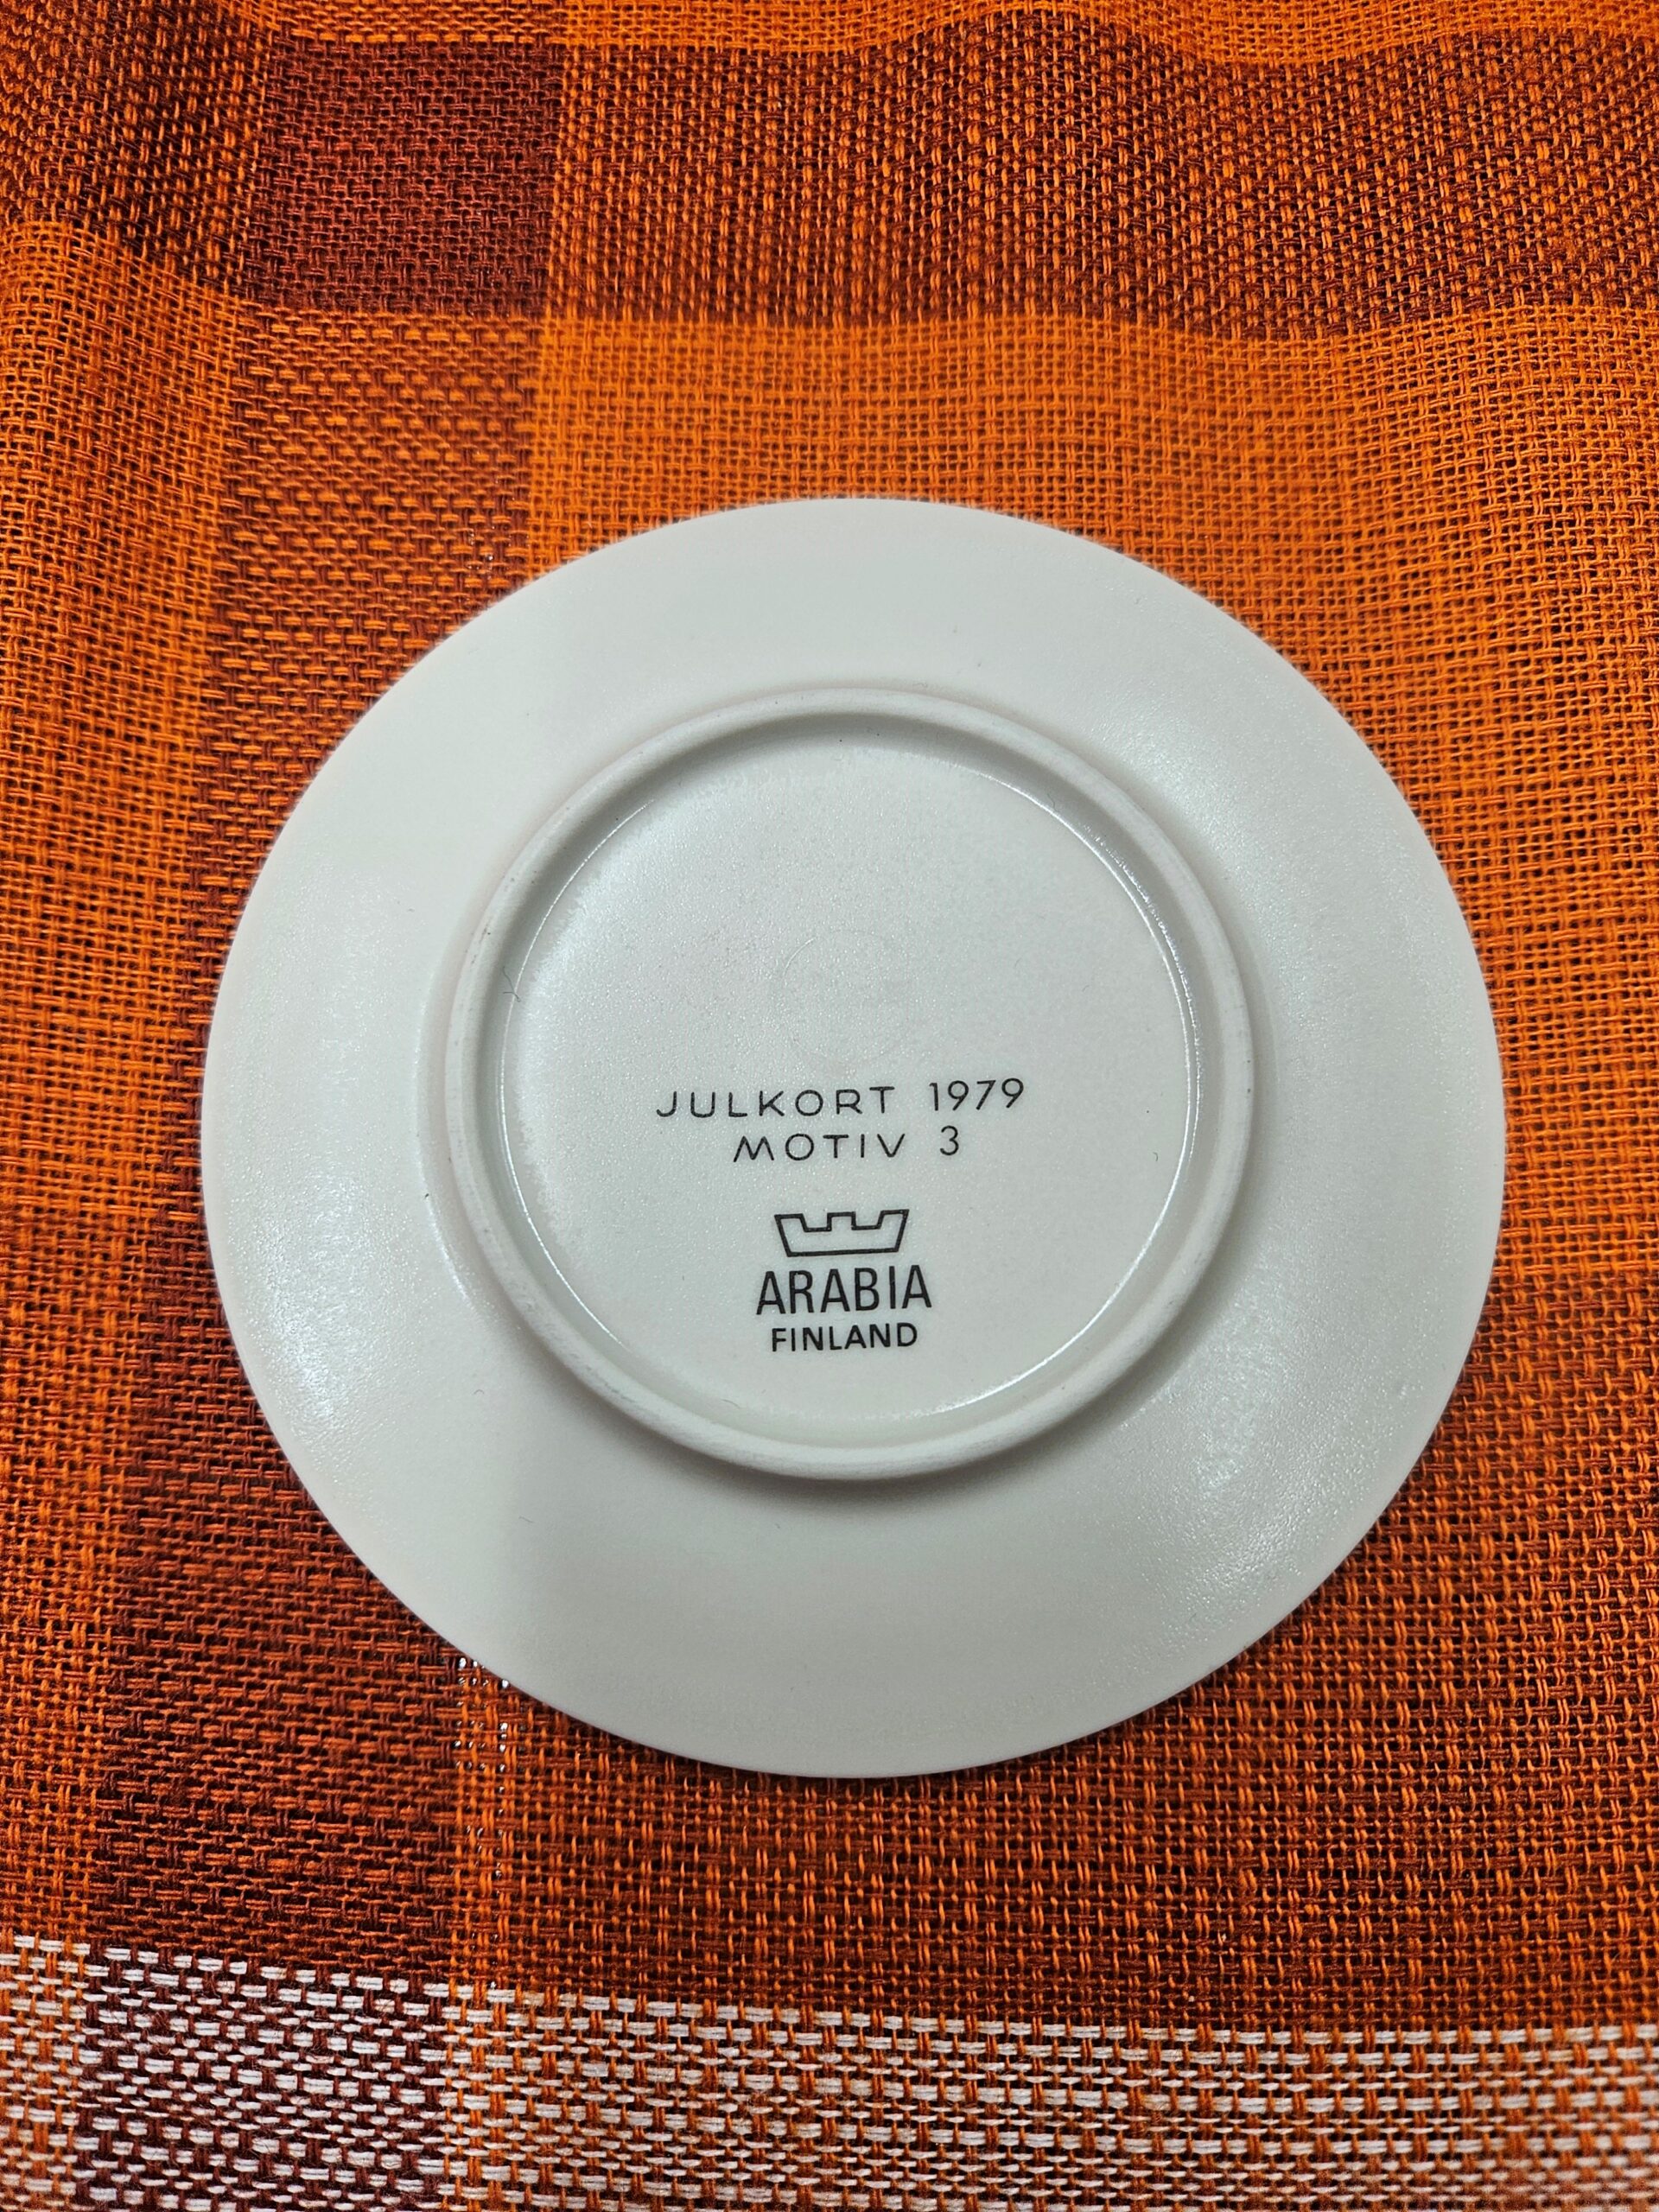 JULKORT 1979
MOTIV 3
ARABIA
FINLAND